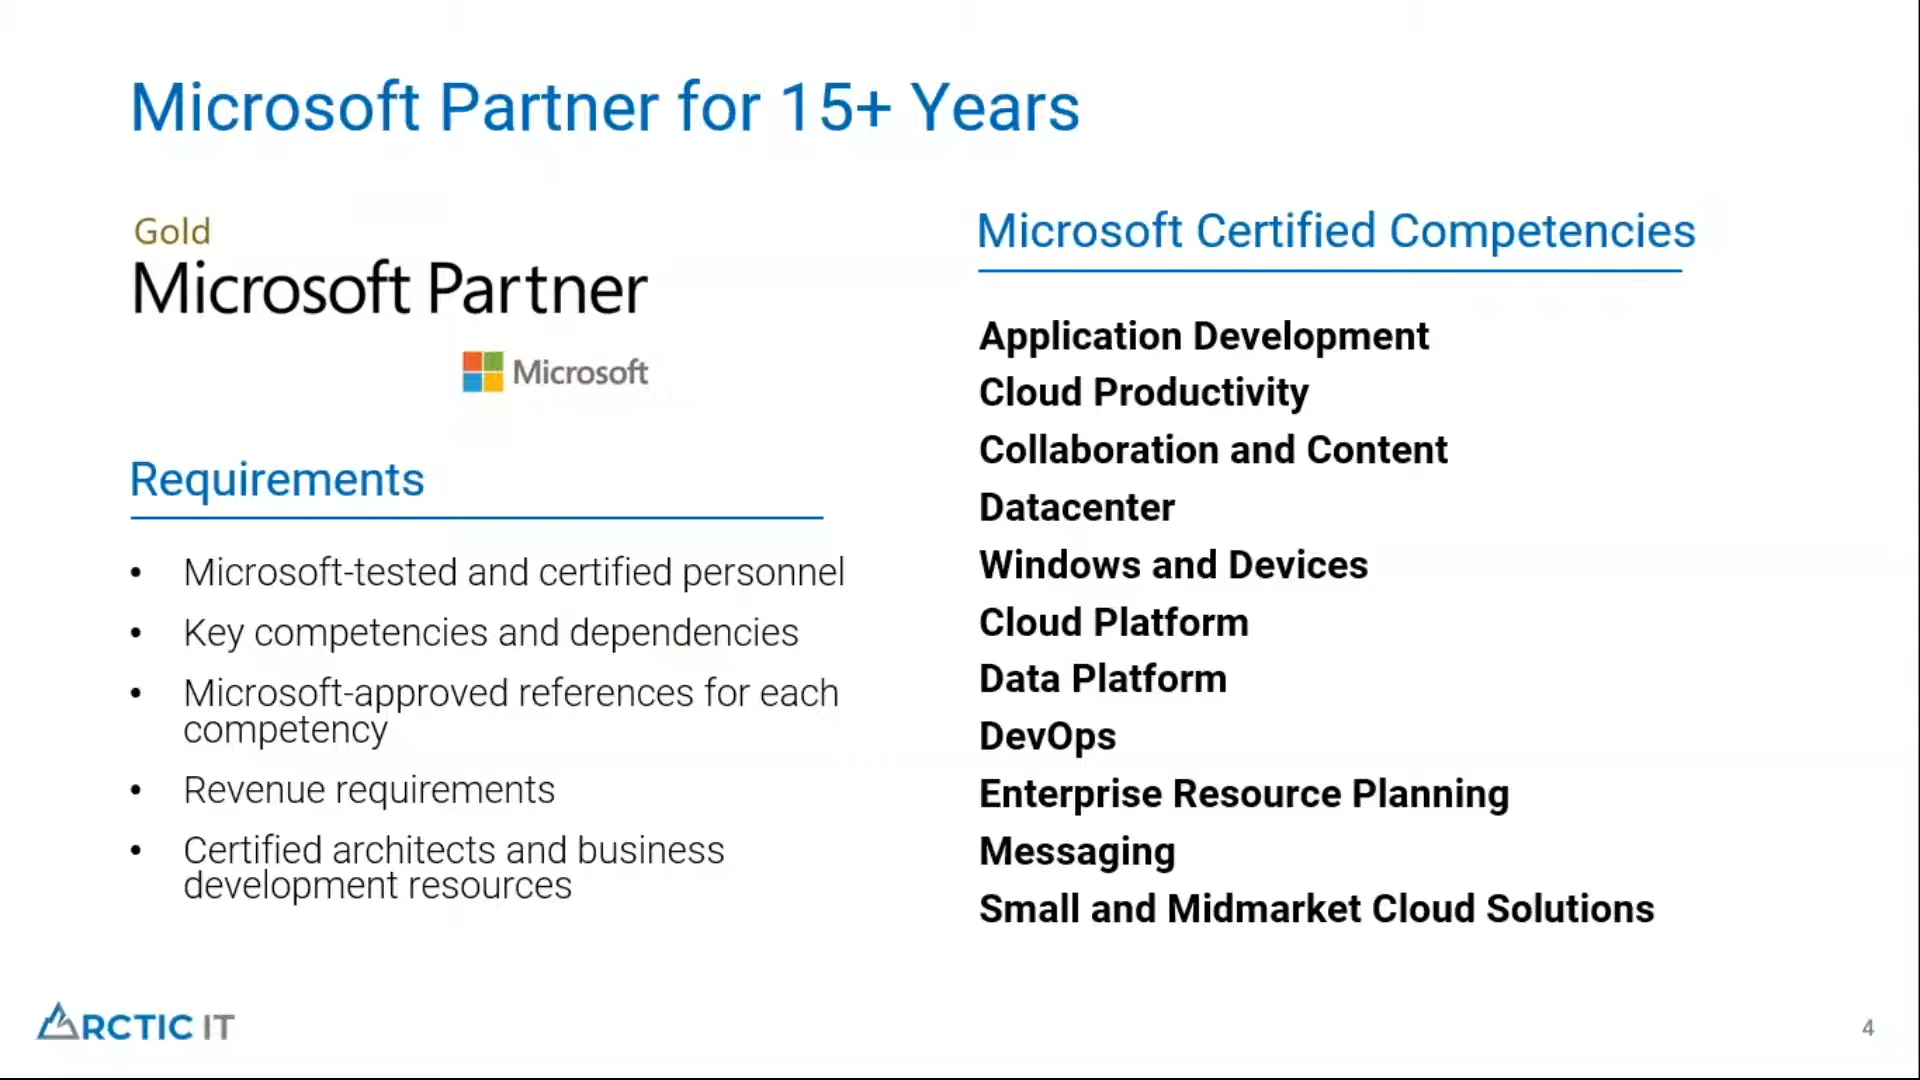 Microsoft Partner for 15+ Years
Gold
Microsoft Partner
Microsoft
Requirements
• Microsoft-tested and certified personnel
• Key competencies and dependencies
• Microsoft-approved references for each
competency
• Revenue requirements
• Certified architects and business
development resources
Microsoft Certified Competencies
Application Development
Cloud Productivity
Collaboration and Content
Datacenter
Windows and Devices
Cloud Platform
Data Platform
DevOps
Enterprise Resource Planning
Messaging
Small and Midmarket Cloud Solutions
ARCTIC IT
4